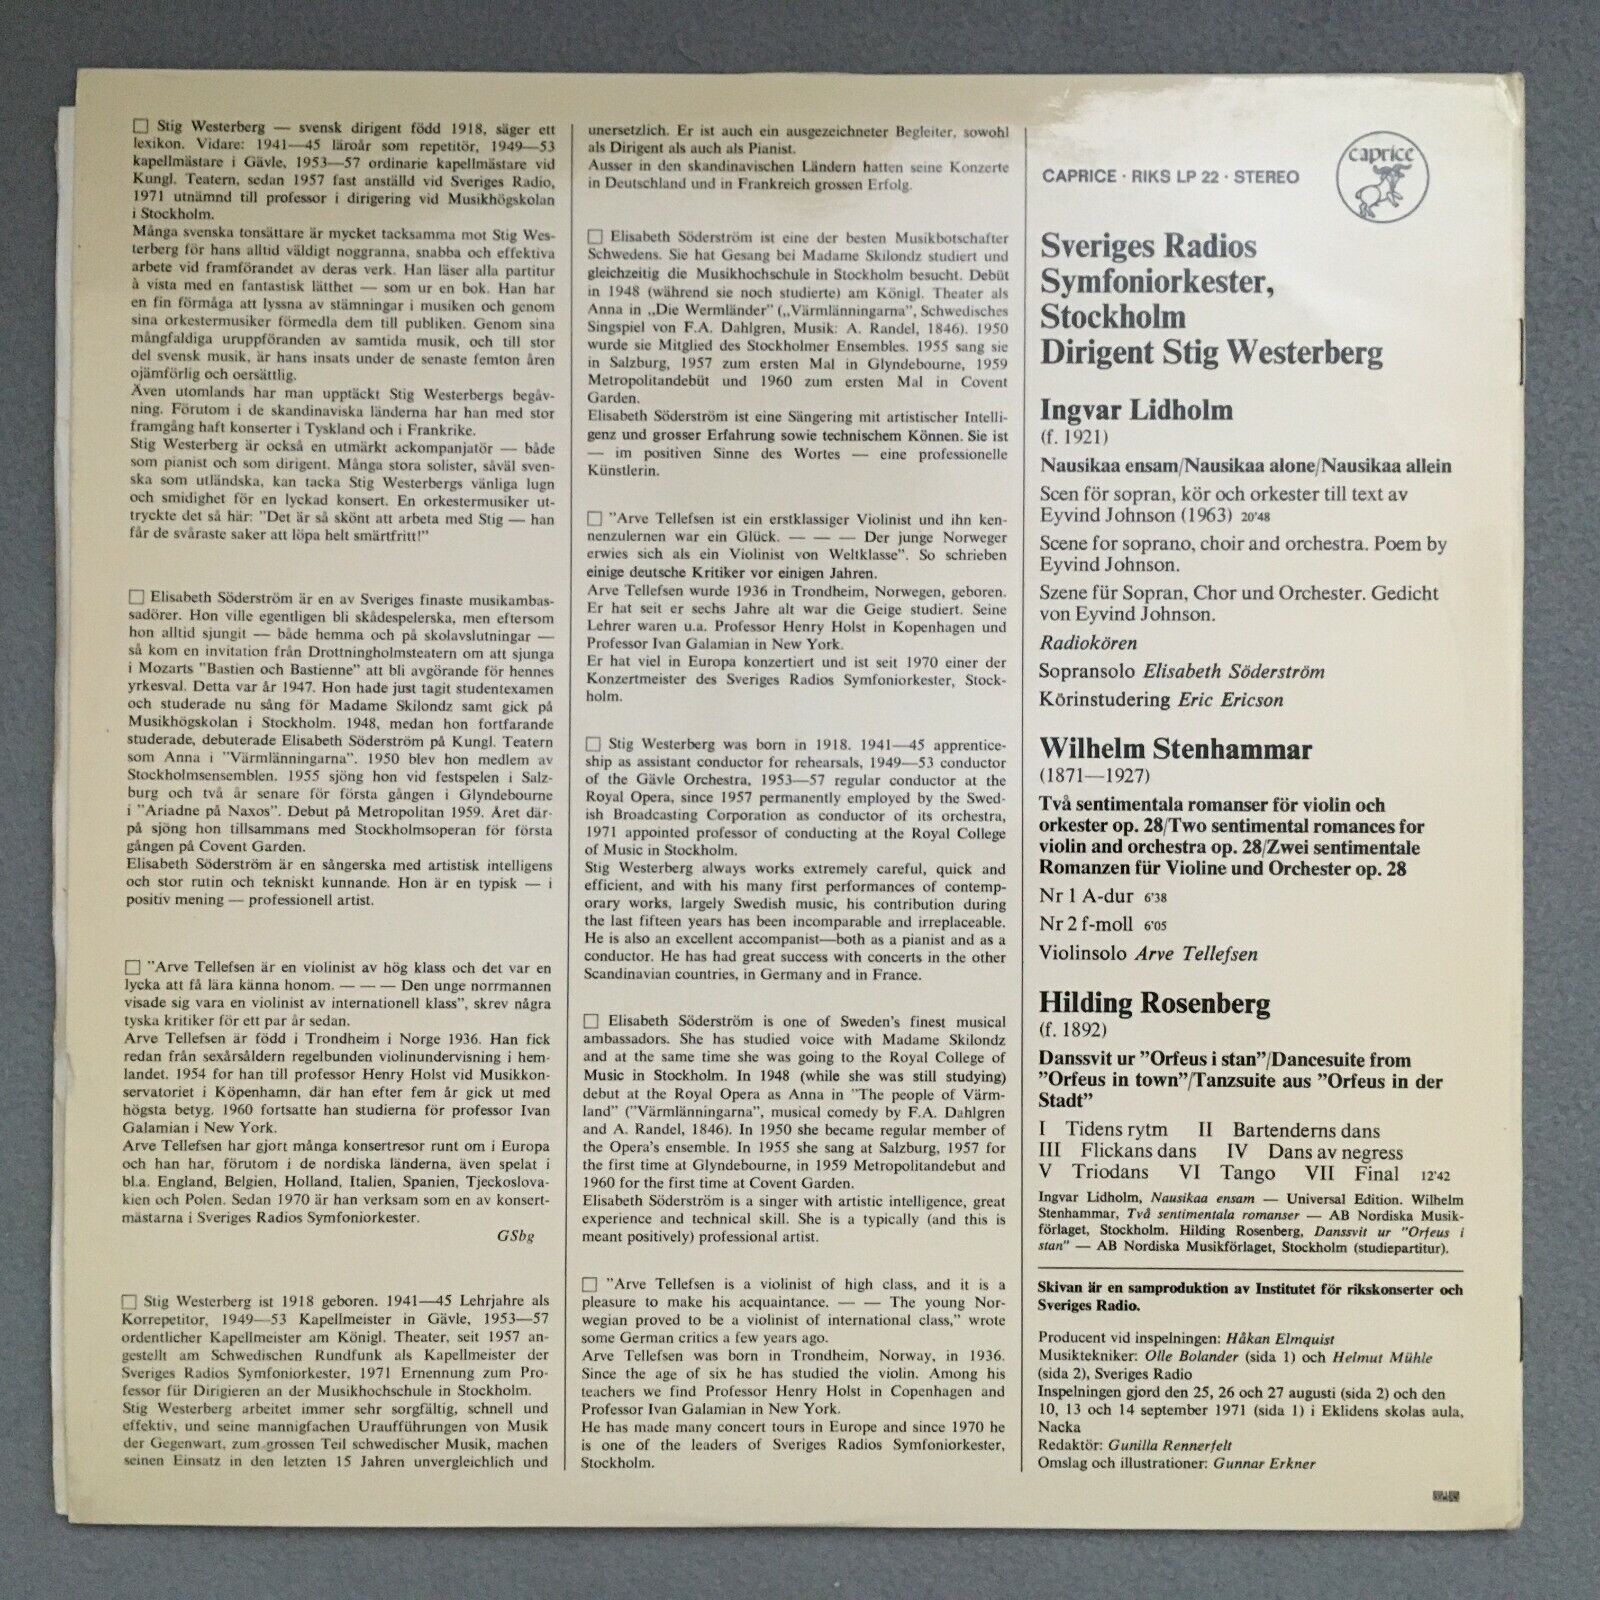 □ Stig Westerberg — svensk dirigent född 1918, säger ett
lexikon. Vidare: 1941—45 läroår som repetitör, 1949—53
kapellmästare i Gävle, 1953—57 ordinarie kapellmästare vid
Kungl. Teatern, sedan 1957 fast anställd vid Sveriges Radio,
1971 utnämnd till professor i dirigering vid Musikhögskolan
i Stockholm.
Många svenska tonsättare är mycket tacksamma mot Stig Wes-
terberg för hans alltid väldigt noggranna, snabba och effektiva
arbete vid framförandet av deras verk. Han läser alla partitur
à vista med en fantastisk lätthet — som ur en bok. Han har
en fin förmåga att lyssna av stämningar i musiken och genom
sina orkestermusiker förmedla dem till publiken. Genom sina
mångfaldiga uruppföranden av samtida musik, och till stor
del svensk musik, är hans insats under de senaste femton åren
ojämförlig och oersättlig.
Även utomlands har man upptäckt Stig Westerbergs begåv-
ning. Förutom i de skandinaviska länderna har han med stor
framgång haft konserter i Tyskland och i Frankrike.
Stig Westerberg är också en utmärkt ackompanjatör — både
som pianist och som dirigent. Många stora solister, såväl sven-
ska som utländska, kan tacka Stig Westerbergs vänliga lugn
och smidighet för en lyckad konsert. En orkestermusiker ut-
tryckte det så här: "Det är så skönt att arbeta med Stig — han
får de svåraste saker att löpa helt smärtfritt!"
□ Elisabeth Söderström är en av Sveriges finaste musikambas-
sadörer. Hon ville egentligen bli skådespelerska, men eftersom
hon alltid sjungit — både hemma och på skolavslutningar —
så kom en invitation från Drottningholmsteatern om att sjunga
i Mozarts "Bastien och Bastienne" att bli avgörande för hennes
yrkesval. Detta var år 1947. Hon hade just tagit studentexamen
och studerade nu sång för Madame Skilondz samt gick på
Musikhögskolan i Stockholm. 1948, medan hon fortfarande
studerade, debuterade Elisabeth Söderström på Kungl. Teatern
som Anna i "Värmlänningarna". 1950 blev hon medlem av
Stockholmsensemblen. 1955 sjöng hon vid festspelen i Salz-
burg och två år senare för första gången i Glyndebourne
i "Ariadne på Naxos". Debut på Metropolitan 1959. Året där-
på sjöng hon tillsammans med Stockholmsoperan för första
gången på Covent Garden.
Elisabeth Söderström är en sångerska med artistisk intelligens
och stor rutin och tekniskt kunnande. Hon är en typisk — i
positiv mening — professionell artist.
□ "Arve Tellefsen är en violinist av hög klass och det var en
lycka att få lära känna honom. — — — Den unge norrmannen
visade sig vara en violinist av internationell klass", skrev några
tyska kritiker för ett par år sedan.
Arve Tellefsen är född i Trondheim i Norge 1936. Han fick
redan från sexårsåldern regelbunden violinundervisning i hem-
landet. 1954 for han till professor Henry Holst vid Musikkon-
servatoriet i Köpenhamn, där han efter fem år gick ut med
högsta betyg. 1960 fortsatte han studierna för professor Ivan
Galamian i New York.
Arve Tellefsen har gjort många konsertresor runt om i Europa
och han har, förutom i de nordiska länderna, även spelat i
bl.a. England, Belgien, Holland, Italien, Spanien, Tjeckoslova-
kien och Polen. Sedan 1970 är han verksam som en av konsert-
mästarna i Sveriges Radios Symfoniorkester.
GSbg
□ Stig Westerberg ist 1918 geboren. 1941—45 Lehrjahre als
Korrepetitor, 1949—53 Kapellmeister in Gävle, 1953—57
ordentlicher Kapellmeister am Königl. Theater, seit 1957 an-
gestellt am Schwedischen Rundfunk als Kapellmeister der
Sveriges Radios Symfoniorkester, 1971 Ernennung zum Pro-
fessor für Dirigieren an der Musikhochschule in Stockholm.
Stig Westerberg arbeitet immer sehr sorgfältig, schnell und
effektiv, und seine mannigfachen Uraufführungen von Musik
der Gegenwart, zum grossen Teil schwedischer Musik, machen
seinen Einsatz in den letzten 15 Jahren unvergleichlich und
unersetzlich. Er ist auch ein ausgezeichneter Begleiter, sowohl
als Dirigent als auch als Pianist.
Ausser in den skandinavischen Ländern hatten seine Konzerte
in Deutschland und in Frankreich grossen Erfolg.
□ Elisabeth Söderström ist eine der besten Musikbotschafter
Schwedens. Sie hat Gesang bei Madame Skilondz studiert und
gleichzeitig die Musikhochschule in Stockholm besucht. Debüt
in 1948 (während sie noch studierte) am Königl. Theater als
Anna in „Die Wermländer" („Värmlänningarna", Schwedisches
Singspiel von F.A. Dahlgren, Musik: A. Randel, 1846). 1950
wurde sie Mitglied des Stockholmer Ensembles. 1955 sang sie
in Salzburg, 1957 zum ersten Mal in Glyndebourne, 1959
Metropolitandebüt und 1960 zum ersten Mal in Covent
Garden.
Elisabeth Söderström ist eine Sängering mit artistischer Intelli-
genz und grosser Erfahrung sowie technischem Können. Sie ist
— im positiven Sinne des Wortes — eine professionelle
Künstlerin.
□ "Arve Tellefsen ist ein erstklassiger Violinist und ihn ken-
nenzulernen war ein Glück. — — — Der junge Norweger
erwies sich als ein Violinist von Weltklasse". So schrieben
einige deutsche Kritiker vor einigen Jahren.
Arve Tellefsen wurde 1936 in Trondheim, Norwegen, geboren.
Er hat seit er sechs Jahre alt war die Geige studiert. Seine
Lehrer waren u.a. Professor Henry Holst in Kopenhagen und
Professor Ivan Galamian in New York.
Er hat viel in Europa konzertiert und ist seit 1970 einer der
Konzertmeister des Sveriges Radios Symfoniorkester, Stock-
holm.
□ Stig Westerberg was born in 1918. 1941—45 apprentice-
ship as assistant conductor for rehearsals, 1949—53 conductor
of the Gävle Orchestra, 1953—57 regular conductor at the
Royal Opera, since 1957 permanently employed by the Swed-
ish Broadcasting Corporation as conductor of its orchestra,
1971 appointed professor of conducting at the Royal College
of Music in Stockholm.
Stig Westerberg always works extremely careful, quick and
efficient, and with his many first performances of contemp-
orary works, largely Swedish music, his contribution during
the last fifteen years has been incomparable and irreplaceable.
He is also an excellent accompanist—both as a pianist and as a
conductor. He has had great success with concerts in the other
Scandinavian countries, in Germany and in France.
□ Elisabeth Söderström is one of Sweden's finest musical
ambassadors. She has studied voice with Madame Skilondz
and at the same time she was going to the Royal College of
Music in Stockholm. In 1948 (while she was still studying)
debut at the Royal Opera as Anna in "The people of Värm-
land" ("Värmlänningarna", musical comedy by F.A. Dahlgren
and A. Randel, 1846). In 1950 she became regular member of
the Opera's ensemble. In 1955 she sang at Salzburg, 1957 for
the first time at Glyndebourne, in 1959 Metropolitandebut and
1960 for the first time at Covent Garden.
Elisabeth Söderström is a singer with artistic intelligence, great
experience and technical skill. She is a typically (and this is
meant positively) professional artist.
□ "Arve Tellefsen is a violinist of high class, and it is a
pleasure to make his acquaintance. — — The young Nor-
wegian proved to be a violinist of international class," wrote
some German critics a few years ago.
Arve Tellefsen was born in Trondheim, Norway, in 1936.
Since the age of six he has studied the violin. Among his
teachers we find Professor Henry Holst in Copenhagen and
Professor Ivan Galamian in New York.
He has made many concert tours in Europe and since 1970 he
is one of the leaders of Sveriges Radios Symfoniorkester,
Stockholm.
CAPRICE · RIKS LP 22 · STEREO
caprice
Sveriges Radios
Symfoniorkester,
Stockholm
Dirigent Stig Westerberg
Ingvar Lidholm
(f. 1921)
Nausikaa ensam/Nausikaa alone/Nausikaa allein
Scen för sopran, kör och orkester till text av
Eyvind Johnson (1963) 20'48
Scene for soprano, choir and orchestra. Poem by
Eyvind Johnson.
Szene für Sopran, Chor und Orchester. Gedicht
von Eyvind Johnson.
Radiokören
Sopransolo Elisabeth Söderström
Körinstudering Eric Ericson
Wilhelm Stenhammar
(1871—1927)
Två sentimentala romanser för violin och
orkester op. 28/Two sentimental romances for
violin and orchestra op. 28/Zwei sentimentale
Romanzen für Violine und Orchester op. 28
Nr 1 A-dur 6'38
Nr 2 f-moll 6'05
Violinsolo Arve Tellefsen
Hilding Rosenberg
(f. 1892)
Danssvit ur "Orfeus i stan"/Dancesuite from
"Orfeus in town"/Tanzsuite aus "Orfeus in der
Stadt"
I Tidens rytm II Bartenderns dans
III Flickans dans IV Dans av negress
V Triodans VI Tango VII Final 12'42
Ingvar Lidholm, Nausikaa ensam — Universal Edition. Wilhelm
Stenhammar, Två sentimentala romanser — AB Nordiska Musik-
förlaget, Stockholm. Hilding Rosenberg, Danssvit ur "Orfeus i
stan" — AB Nordiska Musikförlaget, Stockholm (studiepartitur).
Skivan är en samproduktion av Institutet för rikskonserter och
Sveriges Radio.
Producent vid inspelningen: Håkan Elmquist
Musiktekniker: Olle Bolander (sida 1) och Helmut Mühle
(sida 2), Sveriges Radio
Inspelningen gjord den 25, 26 och 27 augusti (sida 2) och den
10, 13 och 14 september 1971 (sida 1) i Eklidens skolas aula,
Nacka
Redaktör: Gunilla Rennerfelt
Omslag och illustrationer: Gunnar Erkner